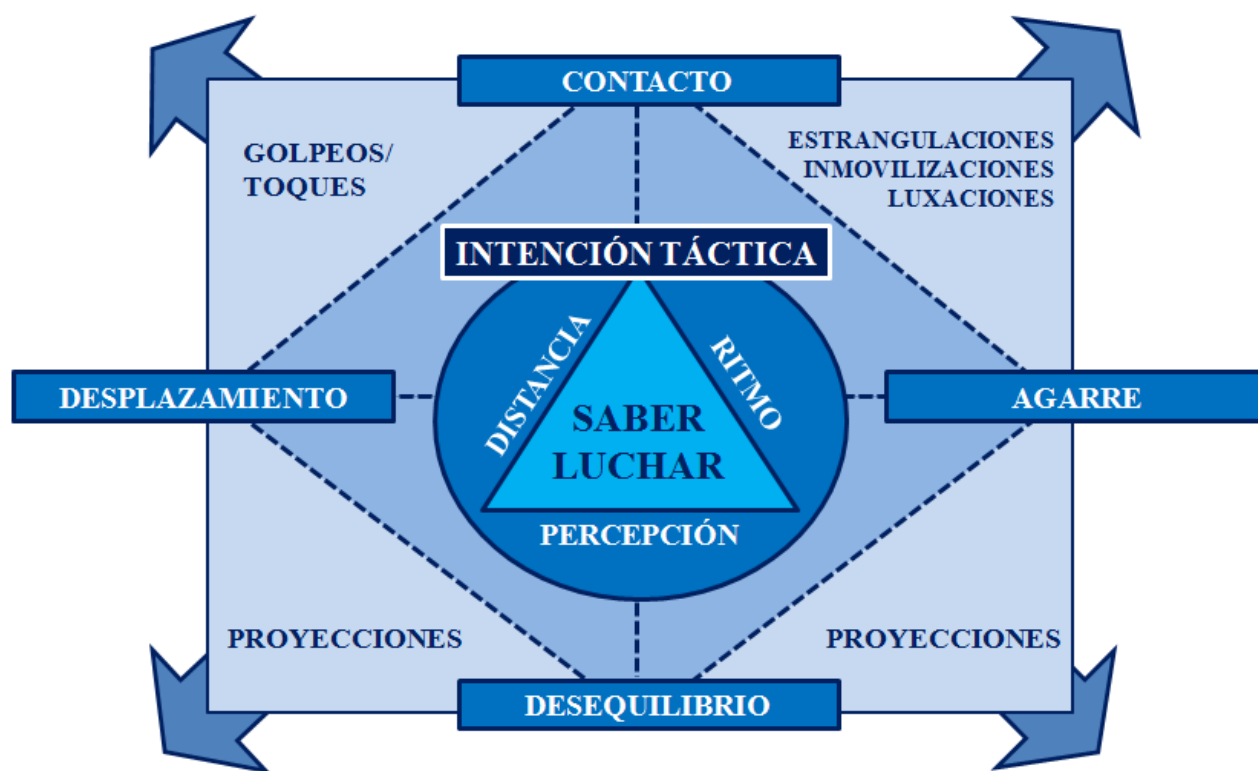 CONTACTO
GOLPEOS/
TOQUES
ESTRANGULACIONES
INMOVILIZACIONES
LUXACIONES
INTENCIÓN TÁCTICA
DISTANCIA
RITMO
DESPLAZAMIENTO
SABER
LUCHAR
AGARRE
PERCEPCIÓN
PROYECCIONES
PROYECCIONES
DESEQUILIBRIO